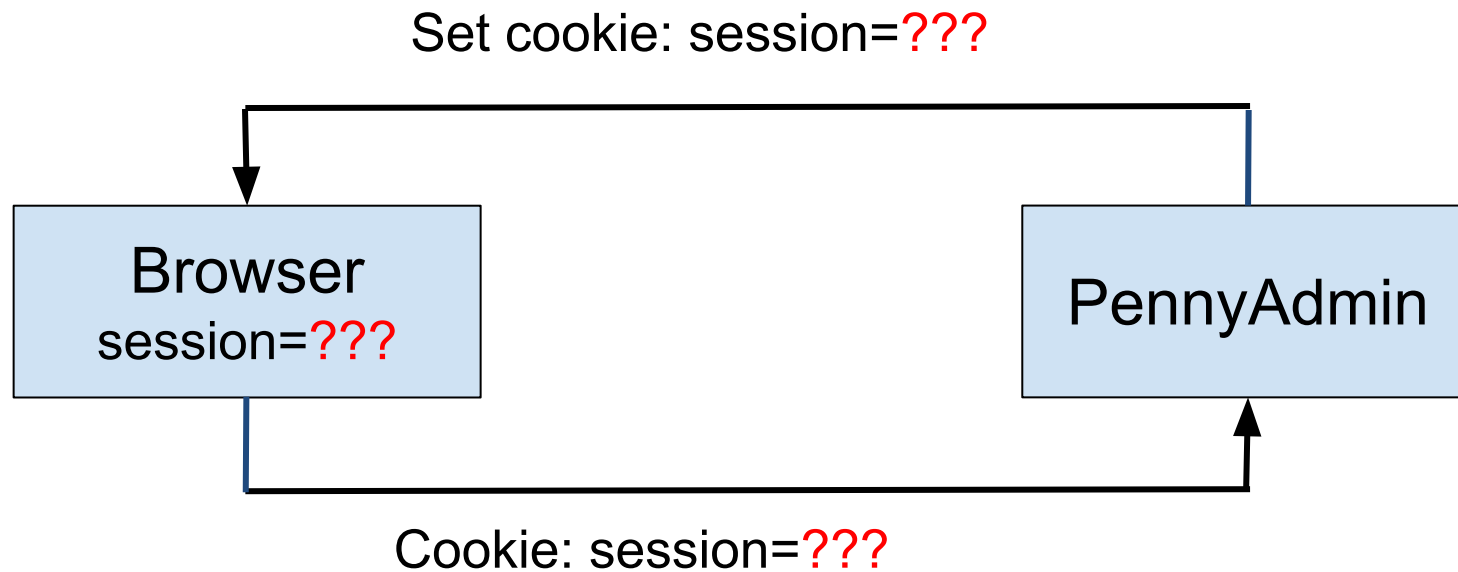 Set cookie: session=???
Browser
session=???
PennyAdmin
Cookie: session=???